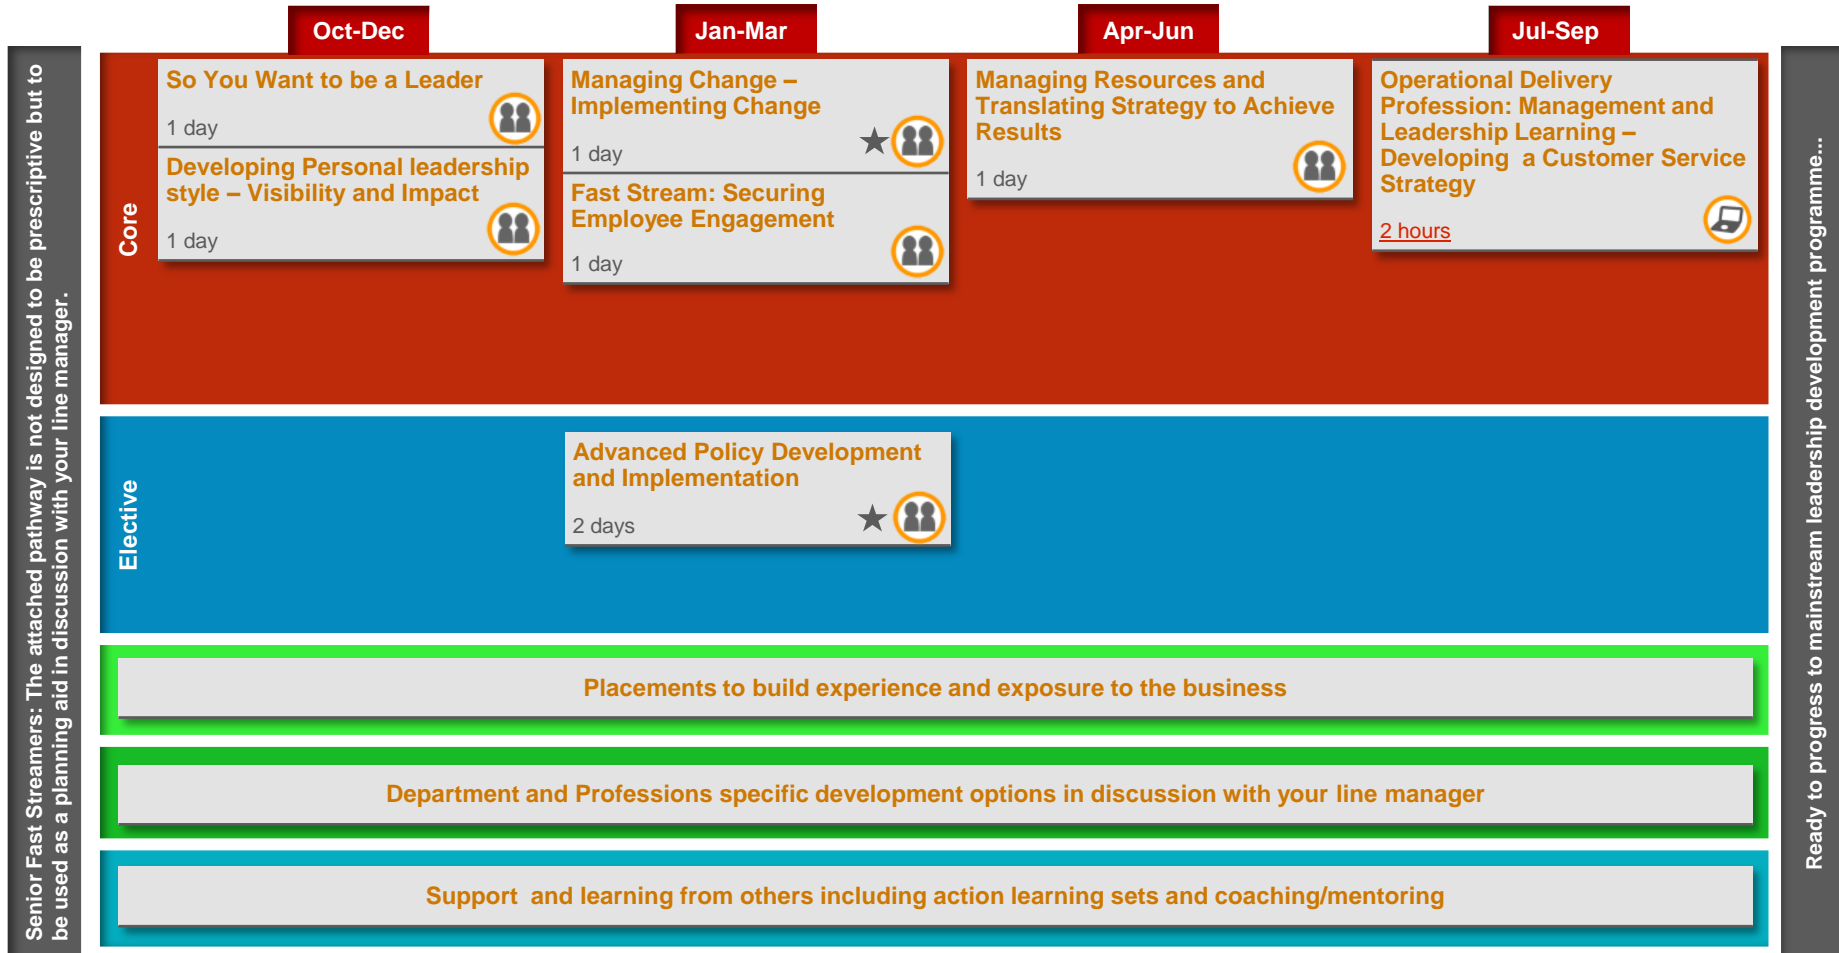 Oct-Dec
Jan-Mar
Apr-Jun
Jul-Sep
Senior Fast Streamers: The attached pathway is not designed to be prescriptive but to
be used as a planning aid in discussion with your line manager.
Core
So You Want to be a Leader
1 day
Developing Personal leadership
style – Visibility and Impact
1 day
Managing Change –
Implementing Change
1 day
Fast Stream: Securing
Employee Engagement
1 day
Managing Resources and
Translating Strategy to Achieve
Results
1 day
Operational Delivery
Profession: Management and
Leadership Learning –
Developing  a Customer Service
Strategy
2 hours
Elective
Advanced Policy Development
and Implementation
2 days
Placements to build experience and exposure to the business
Department and Professions specific development options in discussion with your line manager
Support  and learning from others including action learning sets and coaching/mentoring
Ready to progress to mainstream leadership development programme...